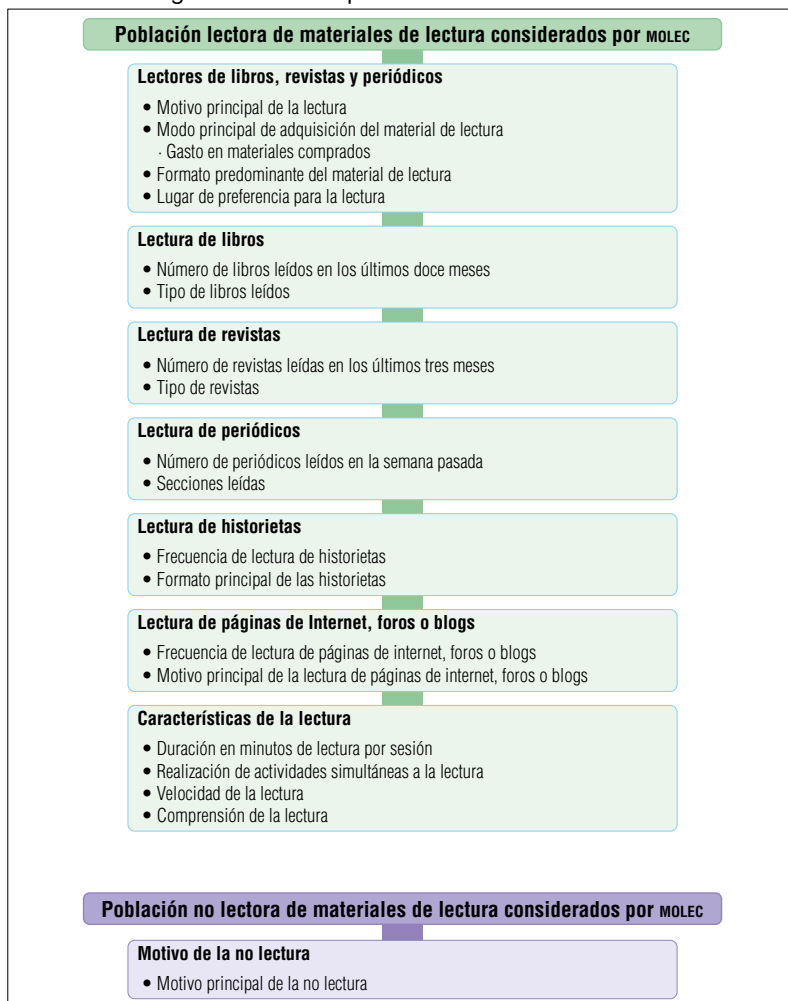 Población lectora de materiales de lectura considerados por MOLEC
Lectores de libros, revistas y periódicos
• Motivo principal de la lectura
• Modo principal de adquisición del material de lectura
· Gasto en materiales comprados
• Formato predominante del material de lectura
• Lugar de preferencia para la lectura
Lectura de libros
• Número de libros leídos en los últimos doce meses
• Tipo de libros leídos
Lectura de revistas
• Número de revistas leídas en los últimos tres meses
• Tipo de revistas
Lectura de periódicos
• Número de periódicos leídos en la semana pasada
• Secciones leídas
Lectura de historietas
• Frecuencia de lectura de historietas
• Formato principal de las historietas
Lectura de páginas de Internet, foros o blogs
• Frecuencia de lectura de páginas de internet, foros o blogs
• Motivo principal de la lectura de páginas de internet, foros o blogs
Características de la lectura
• Duración en minutos de lectura por sesión
• Realización de actividades simultáneas a la lectura
• Velocidad de la lectura
• Comprensión de la lectura
Población no lectora de materiales de lectura considerados por MOLEC
Motivo de la no lectura
• Motivo principal de la no lectura